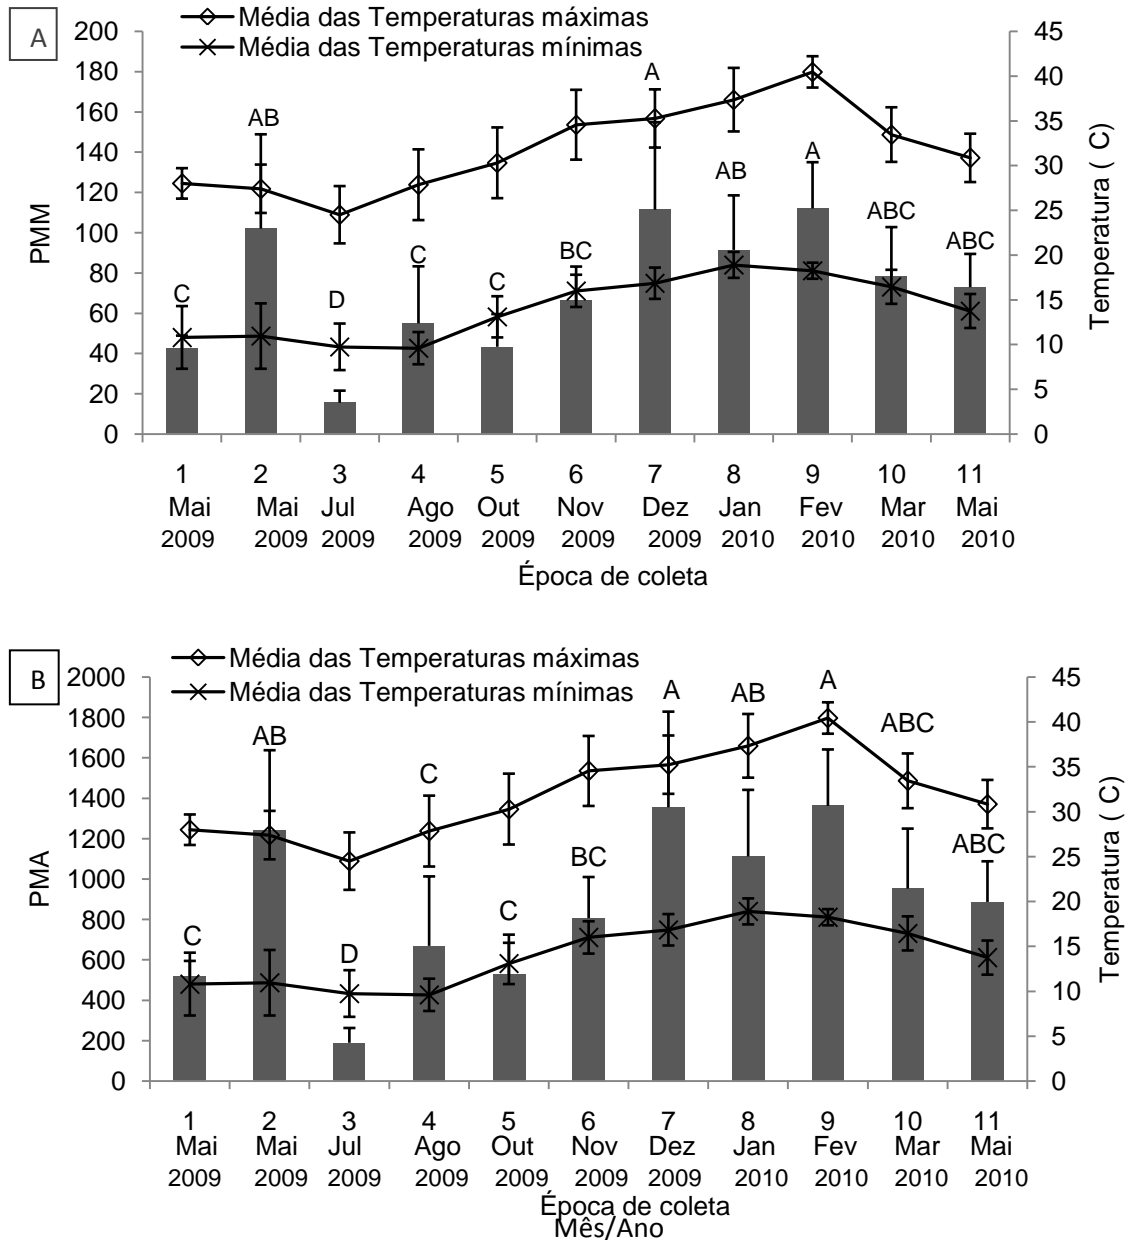 A
Média das Temperaturas máximas
Média das Temperaturas mínimas
200
180
160
140
120
100
80
60
40
20
0
PMM
45
40
35
30
25
20
15
10
5
0
Temperatura ( C)
C
AB
D
C
C
BC
A
AB
A
ABC
ABC
1 2 3 4 5 6 7 8 9 10 11
Mai Mai Jul Ago Out Nov Dez Jan Fev Mar Mai
2009 2009 2009 2009 2009 2009 2009 2010 2010 2010 2010
Época de coleta
B
Média das Temperaturas máximas
Média das Temperaturas mínimas
2000
1800
1600
1400
1200
1000
800
600
400
200
0
PMA
45
40
35
30
25
20
15
10
5
0
Temperatura ( C)
C
AB
D
C
C
BC
A
AB
A
ABC
ABC
1 2 3 4 5 6 7 8 9 10 11
Mai Mai Jul Ago Out Nov Dez Jan Fev Mar Mai
2009 2009 2009 2009 2009 2009 2009 2010 2010 2010 2010
Época de coleta
Mês/Ano